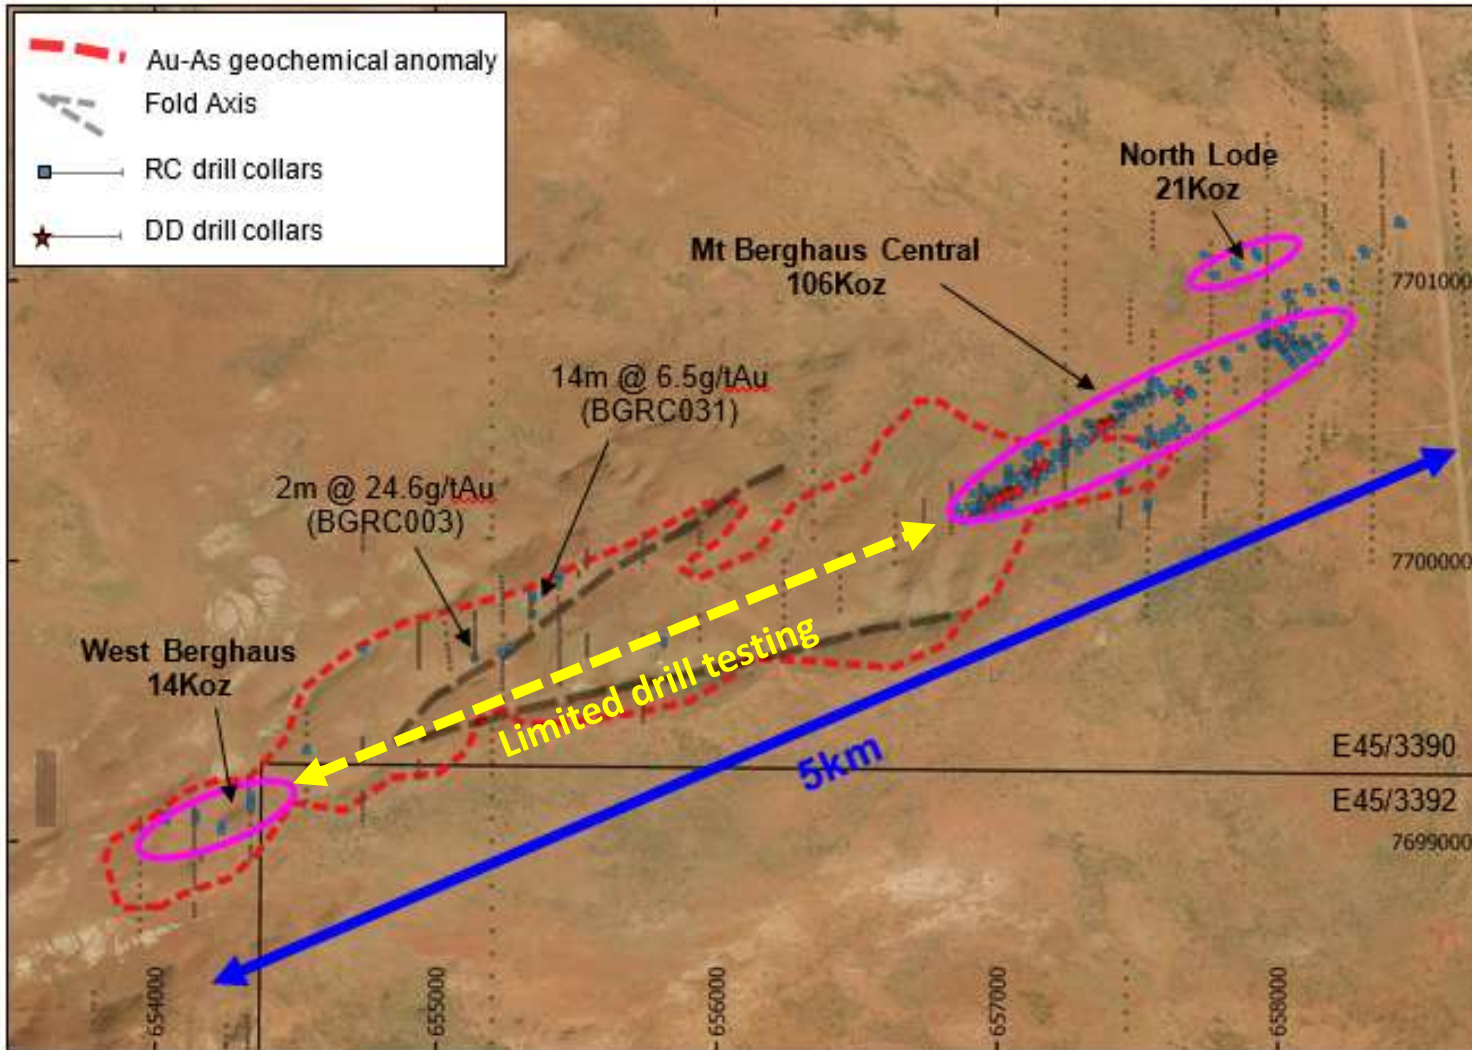 Au-As geochemical anomaly
Fold Axis
RC drill collars
DD drill collars
North Lode
21Koz
Mt Berghaus Central
106Koz
7701000
14m @ 6.5g/tAu
(BGRC031)
2m @ 24.6g/tAu
(BGRC003)
7700000
West Berghaus
14Koz
Limited drill testing
5km
E45/3390
E45/3392
7699000
654000
655000
656000
657000
658000